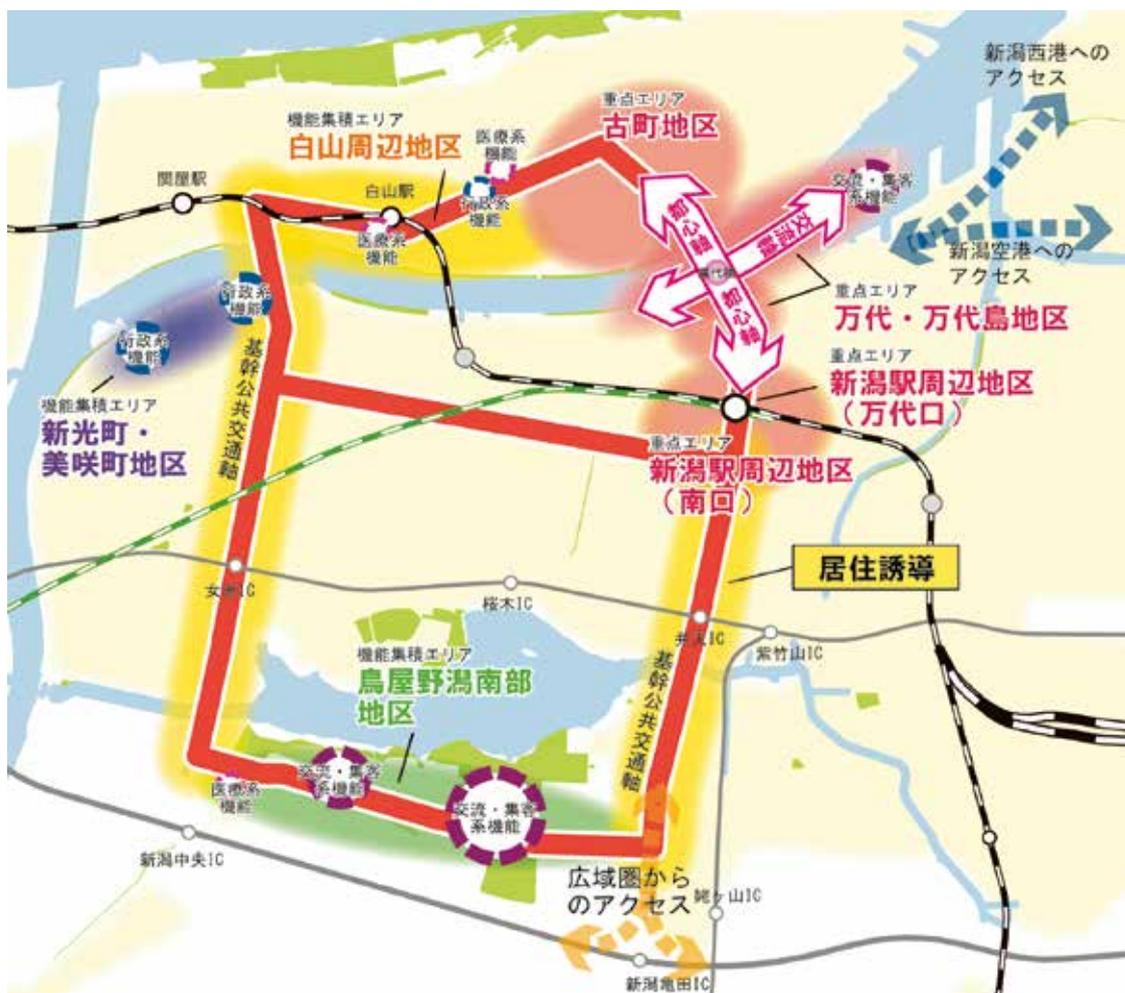 新潟西港への
アクセス
重点エリア
古町地区
機能集積エリア
白山周辺地区
医療系
機能
交流・集客
系機能
関屋駅
白山駅
行政系
機能
医療系
機能
都心軸
交流軸
萬代橋
都心軸
新潟空港への
アクセス
重点エリア
万代・万代島地区
行政系
機能
行政系
機能
重点エリア
新潟駅周辺地区
(万代口)
機能集積エリア
新光町・
美咲町地区
基幹公共交通軸
重点エリア
新潟駅周辺地区
(南口)
居住誘導
女池IC
桜木IC
弁天IC
紫竹山IC
機能集積エリア
鳥屋野潟南部
地区
基幹公共交通軸
医療系
機能
交流・集客
系機能
交流・集客
系機能
新潟中央IC
広域圏から
のアクセス
姥ヶ山IC
新潟亀田IC